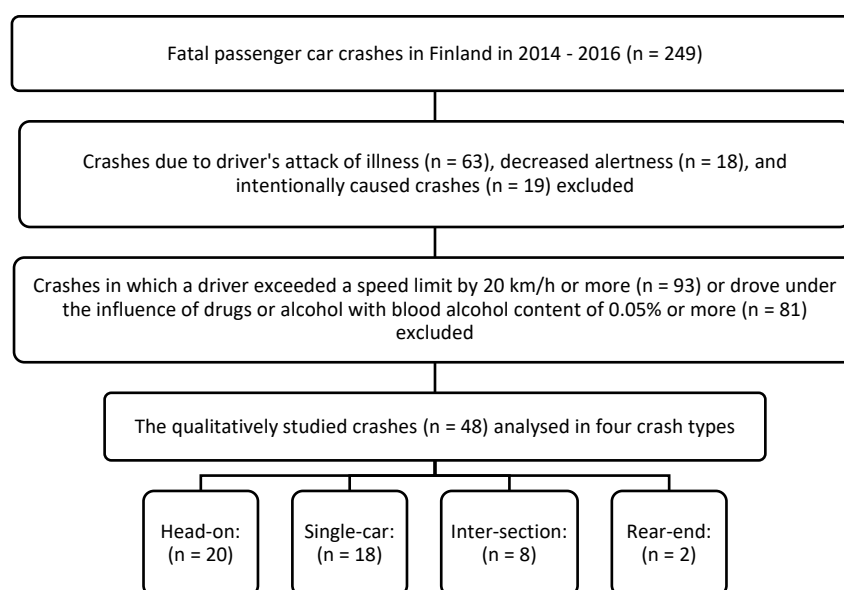 Fatal passenger car crashes in Finland in 2014 - 2016 (n = 249)
Crashes due to driver's attack of illness (n = 63), decreased alertness (n = 18), and
intentionally caused crashes (n = 19) excluded
Crashes in which a driver exceeded a speed limit by 20 km/h or more (n = 93) or drove under
the influence of drugs or alcohol with blood alcohol content of 0.05% or more (n = 81)
excluded
The qualitatively studied crashes (n = 48) analysed in four crash types
Head-on:
(n = 20)
Single-car:
(n = 18)
Inter-section:
(n = 8)
Rear-end:
(n = 2)